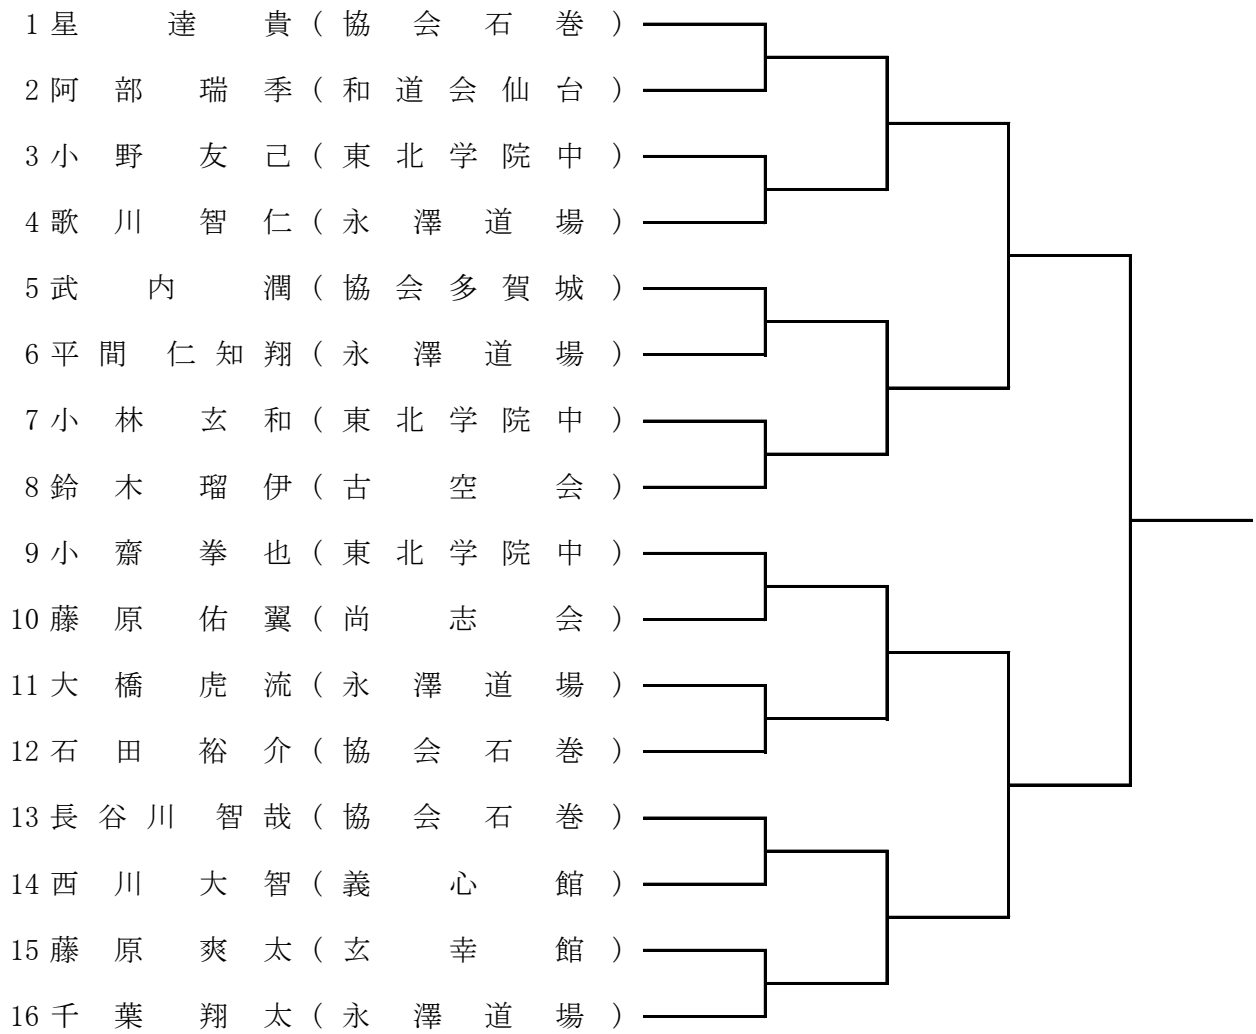 1 星 達 貴 ( 協 会 石 巻 )
2 阿 部 瑞 季 ( 和 道 会 仙 台 )
3 小 野 友 己 ( 東 北 学 院 中 )
4 歌 川 智 仁 ( 永 澤 道 場 )
5 武 内 潤 ( 協 会 多 賀 城 )
6 平 間 仁 知 翔 ( 永 澤 道 場 )
7 小 林 玄 和 ( 東 北 学 院 中 )
8 鈴 木 瑠 伊 ( 古 空 会 )
9 小 齋 拳 也 ( 東 北 学 院 中 )
10 藤 原 佑 翼 ( 尚 志 会 )
11 大 橋 虎 流 ( 永 澤 道 場 )
12 石 田 裕 介 ( 協 会 石 巻 )
13 長 谷 川 智 哉 ( 協 会 石 巻 )
14 西 川 大 智 ( 義 心 館 )
15 藤 原 爽 太 ( 玄 幸 館 )
16 千 葉 翔 太 ( 永 澤 道 場 )